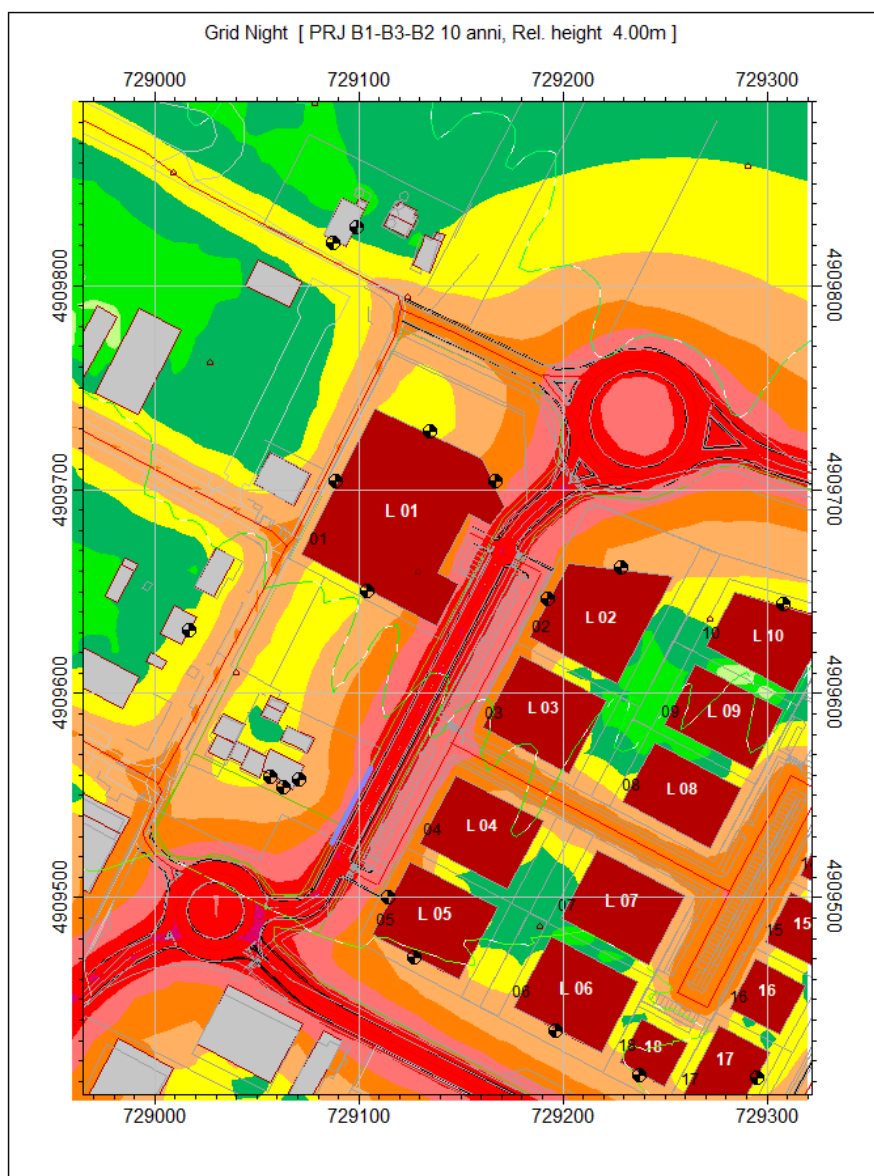 Grid Night [ PRJ B1-B3-B2 10 anni, Rel. height 4.00m ]
729000 729100 729200 729300
4909800 4909800
4909700 4909700
L 01
01
L 02
02
L 10
10
4909600 4909600
L 03
03
L 09
09
L 08
08
L 04
04
L 07
07
4909500 4909500
L 05
05
15
15
L 06
06
16
16
18
18
17
17
729000 729100 729200 729300